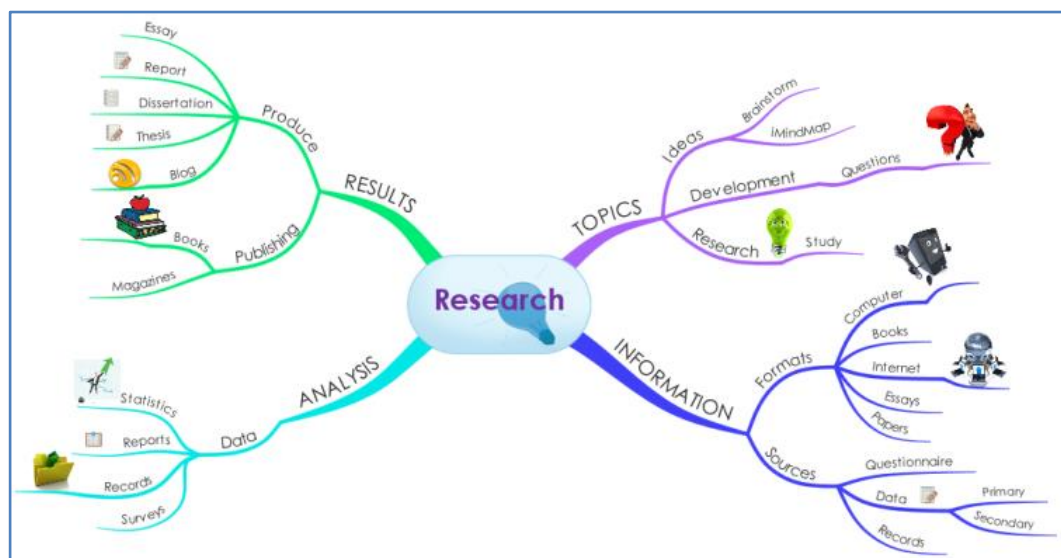 Research
TOPICS
Ideas
Brainstorm
iMindMap
Development
Questions
Research
Study
INFORMATION
Formats
Computer
Books
Internet
Essays
Papers
Sources
Questionnaire
Data
Primary
Secondary
Records
ANALYSIS
Data
Statistics
Reports
Records
Surveys
RESULTS
Produce
Essay
Report
Dissertation
Thesis
Blog
Publishing
Books
Magazines